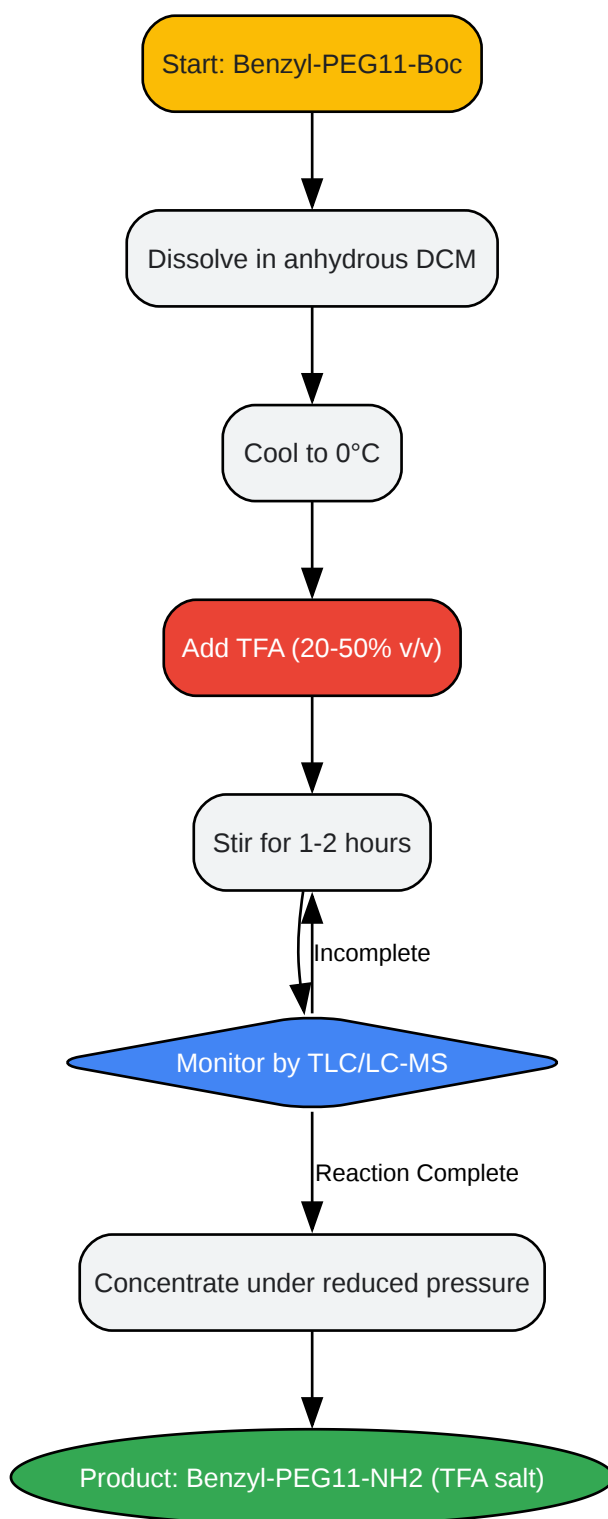 Start: Benzyl-PEG11-Boc
Dissolve in anhydrous DCM
Cool to 0°C
Add TFA (20-50% v/v)
Stir for 1-2 hours
Incomplete
Monitor by TLC/LC-MS
Reaction Complete
Concentrate under reduced pressure
Product: Benzyl-PEG11-NH2 (TFA salt)